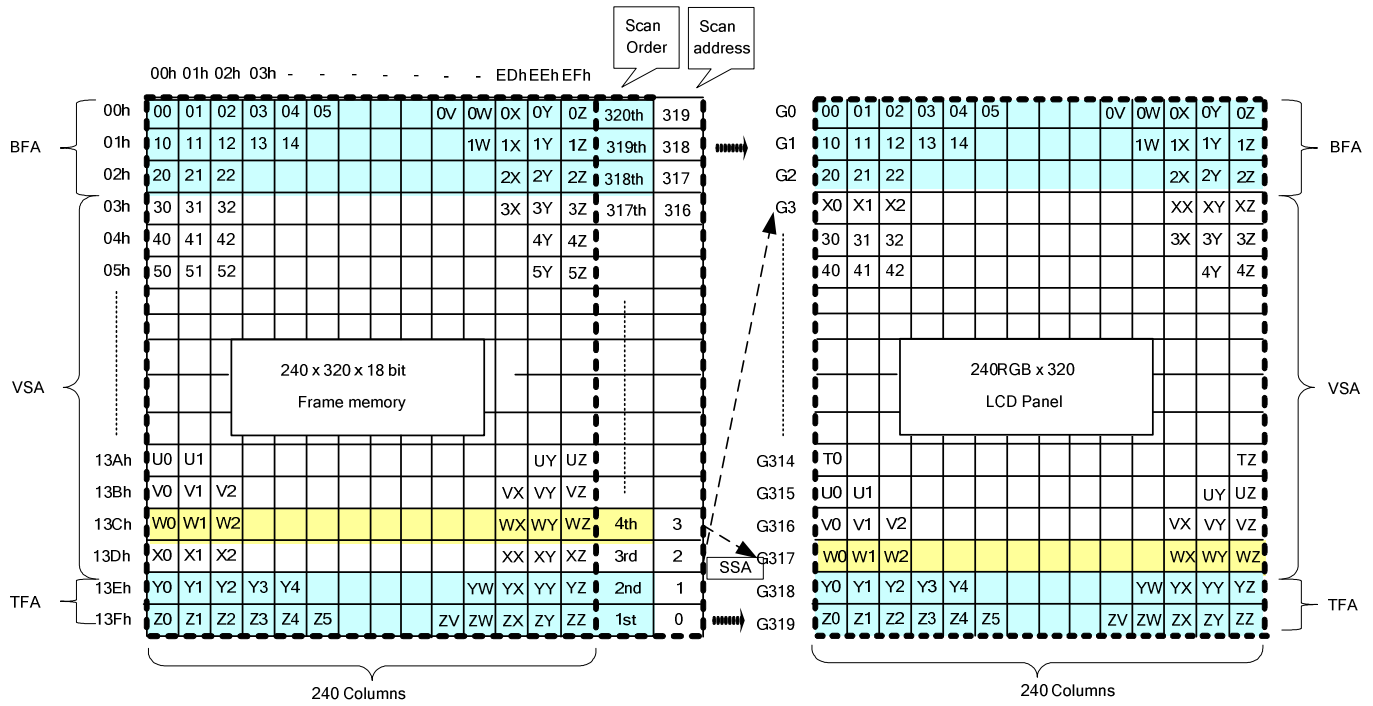 Scan Order
Scan address
00h 01h 02h 03h - - - - - - - EDh EEh EFh
00h 00 01 02 03 04 05 0V 0W 0X 0Y 0Z 320th 319
01h 10 11 12 13 14 1W 1X 1Y 1Z 319th 318
02h 20 21 22 2X 2Y 2Z 318th 317
03h 30 31 32 3X 3Y 3Z 317th 316
04h 40 41 42 4Y 4Z
05h 50 51 52 5Y 5Z
240 x 320 x 18 bit
Frame memory
13Ah U0 U1 UY UZ
13Bh V0 V1 V2 VX VY VZ
13Ch W0 W1 W2 WX WY WZ 4th 3
13Dh X0 X1 X2 XX XY XZ 3rd 2
13Eh Y0 Y1 Y2 Y3 Y4 YW YX YY YZ 2nd 1
13Fh Z0 Z1 Z2 Z3 Z4 Z5 ZV ZW ZX ZY ZZ 1st 0
BFA
VSA
TFA
240 Columns
SSA
G0 00 01 02 03 04 05 0V 0W 0X 0Y 0Z
G1 10 11 12 13 14 1W 1X 1Y 1Z
G2 20 21 22 2X 2Y 2Z
G3 X0 X1 X2 XX XY XZ
30 31 32 3X 3Y 3Z
40 41 42 4Y 4Z
240RGB x 320
LCD Panel
G314 T0 TZ
G315 U0 U1 UY UZ
G316 V0 V1 V2 VX VY VZ
G317 W0 W1 W2 WX WY WZ
G318 Y0 Y1 Y2 Y3 Y4 YW YX YY YZ
G319 Z0 Z1 Z2 Z3 Z4 Z5 ZV ZW ZX ZY ZZ
BFA
VSA
TFA
240 Columns